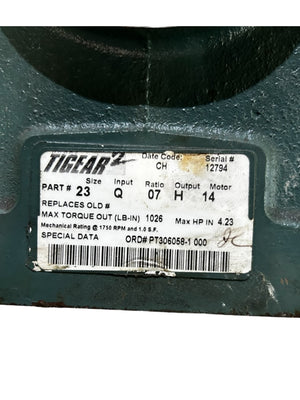 TIGEAR 2 Date Code: Serial #
CH 12794
Size Input Ratio Output Motor
PART # 23 Q 07 H 14
REPLACES OLD #
MAX TORQUE OUT (LB-IN) 1026 Max HP IN 4.23
Mechanical Rating @ 1750 RPM and 1.0 S.F.
SPECIAL DATA ORD# PT306058-1 000